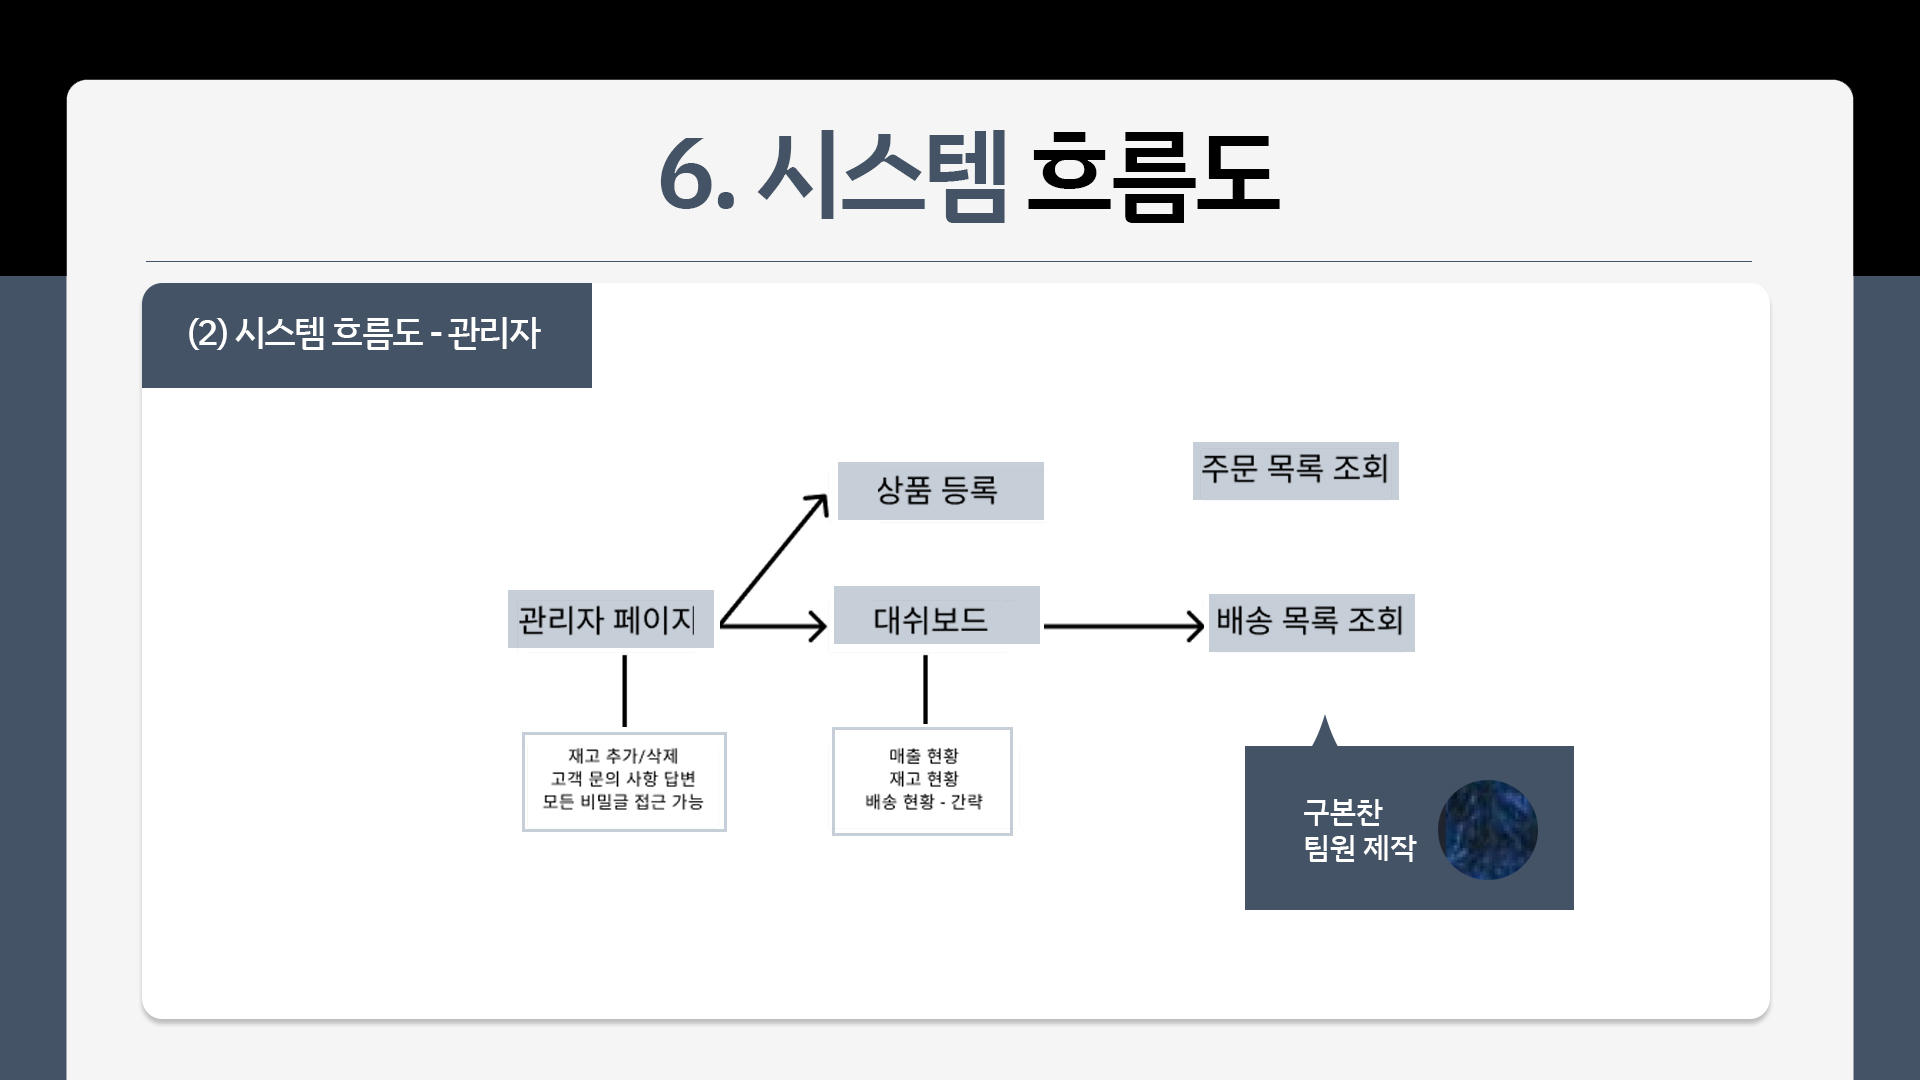 6. 시스템 흐름도
(2) 시스템 흐름도 - 관리자
주문 목록 조회
상품 등록
관리자 페이지
대쉬보드
배송 목록 조회
재고 추가/삭제
고객 문의 사항 답변
모든 비밀글 접근 가능
매출 현황
재고 현황
배송 현황 - 간략
구본찬
팀원 제작